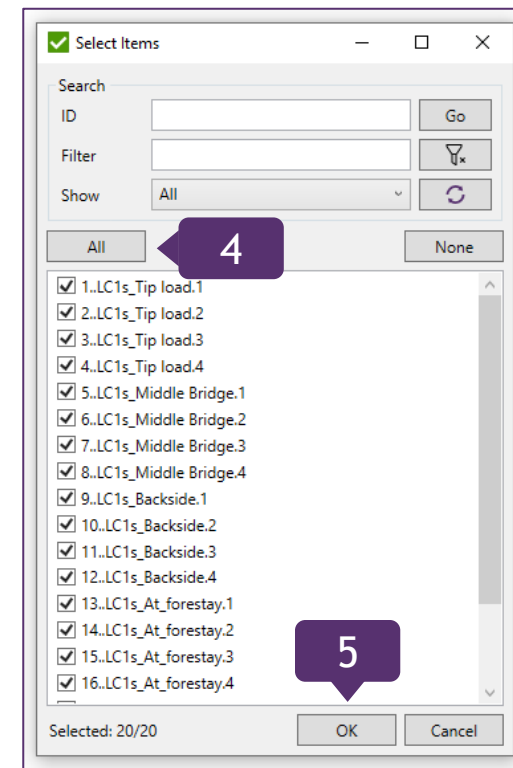 Select Items
Search
ID
Go
Filter
Show
All
All
4
None
1..LC1s_Tip load.1
2..LC1s_Tip load.2
3..LC1s_Tip load.3
4..LC1s_Tip load.4
5..LC1s_Middle Bridge.1
6..LC1s_Middle Bridge.2
7..LC1s_Middle Bridge.3
8..LC1s_Middle Bridge.4
9..LC1s_Backside.1
10..LC1s_Backside.2
11..LC1s_Backside.3
12..LC1s_Backside.4
13..LC1s_At_forestay.1
14..LC1s_At_forestay.2
15..LC1s_At_forestay.3
16..LC1s_At_forestay.4
5
Selected: 20/20
OK
Cancel